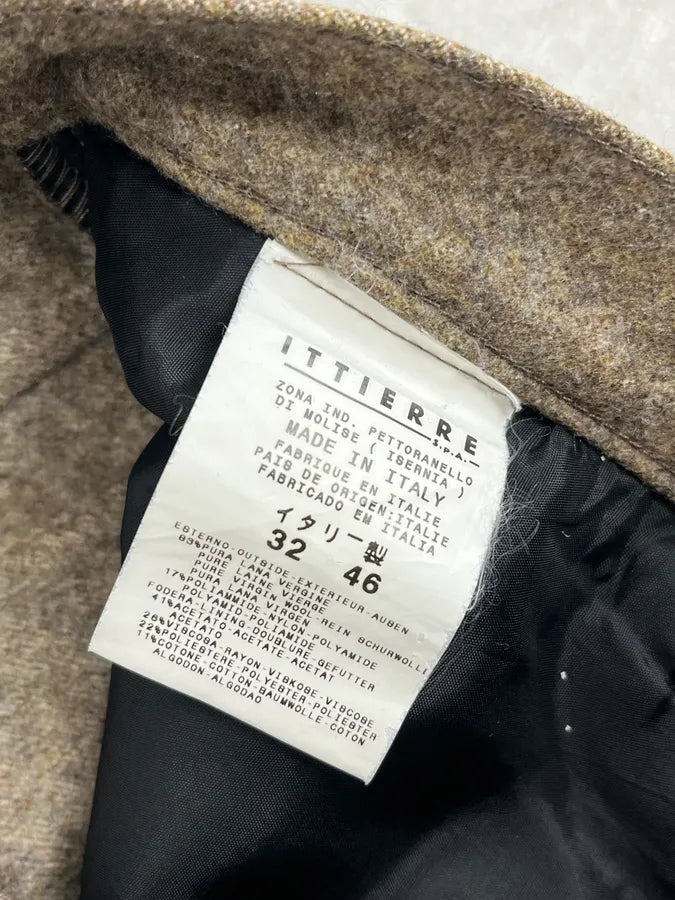 ITTIERRE
S.P.A.
ZONA IND. PETTORANELLO
DI MOLISE ( ISERNIA )
MADE IN ITALY
FABRIQUE EN ITALIE
PAIS DE ORIGEN:ITALIE
FABRICADO EM ITALIA
イタリー製
32 46
ESTERNO-OUTSIDE-EXTERIEUR-AUßEN
83%PURA LANA VERGINE
PURE LAINE VIERGE
PURE VIRGIN WOOL-REIN SCHURWOLLE
PURA LANA VIRGEN
17%POLIAMMIDE-NYLON-POLYAMIDE
POLYAMID-POLIAMIDE
FODERA-LINING-DOUBLURE-GEFUTTER
41%ACETATO-ACETATE-ACETAT
ACETATO
26%VISCOSA-RAYON-VISKOSE-VISCOSE
22%POLIESTERE-POLYESTER-POLIESTER
11%COTONE-COTTON-BAUMWOLLE-COTON
ALGODON-ALGODAO